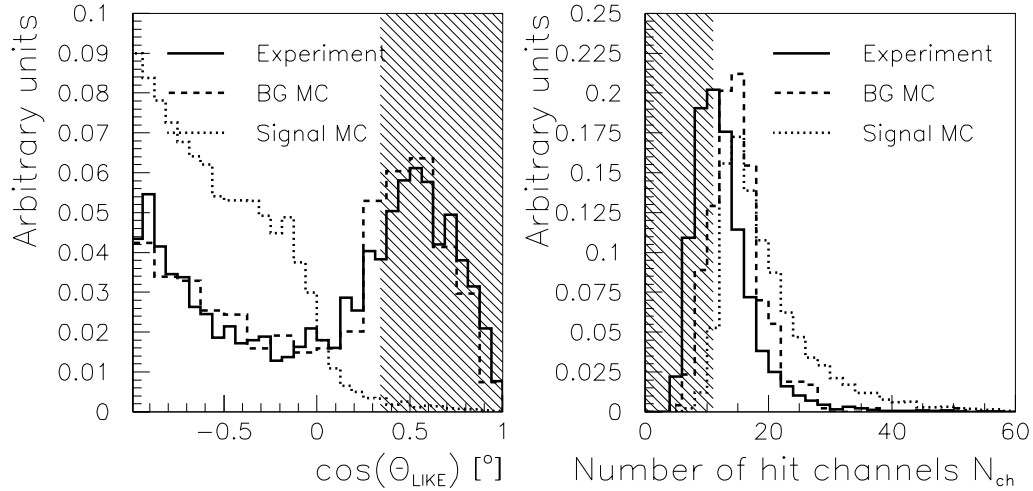 Arbitrary units
0.1
0.09
0.08
0.07
0.06
0.05
0.04
0.03
0.02
0.01
0
Experiment
BG MC
Signal MC
−0.5 0 0.5 1
cos(Θ_LIKE) [°]
Arbitrary units
0.25
0.225
0.2
0.175
0.15
0.125
0.1
0.075
0.05
0.025
0
Experiment
BG MC
Signal MC
0 20 40 60
Number of hit channels N_ch